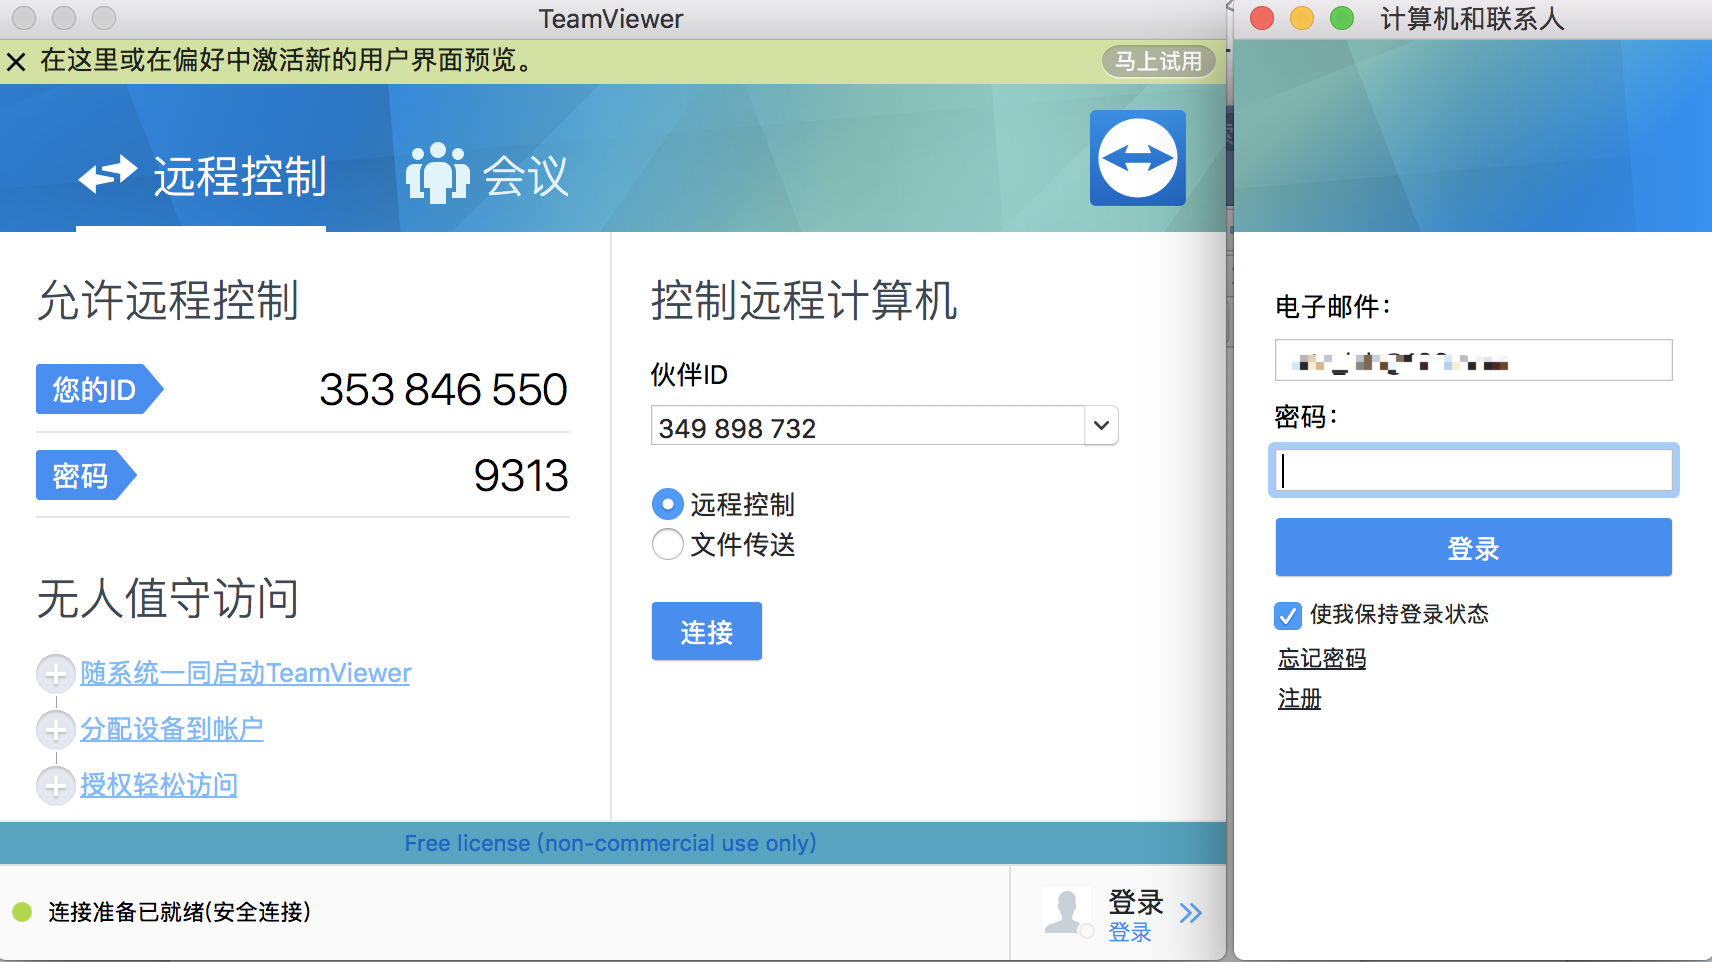 TeamViewer
在这里或在偏好中激活新的用户界面预览。
马上试用
远程控制
会议
允许远程控制
您的ID
353 846 550
密码
9313
无人值守访问
随系统一同启动TeamViewer
分配设备到帐户
授权轻松访问
控制远程计算机
伙伴ID
349 898 732
远程控制
文件传送
连接
Free license (non-commercial use only)
连接准备已就绪(安全连接)
登录
登录
计算机和联系人
电子邮件：
密码：
登录
使我保持登录状态
忘记密码
注册